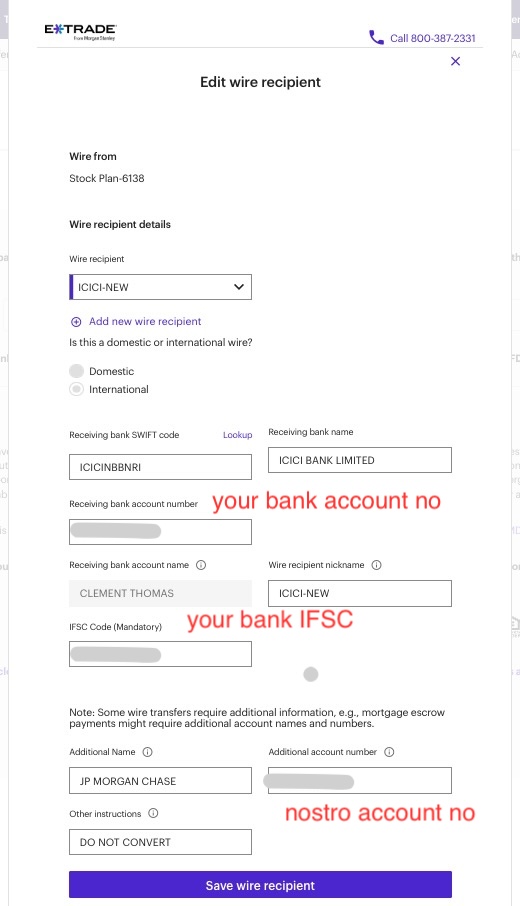 E*TRADE
From Morgan Stanley
Call 800-387-2331
Edit wire recipient
Wire from
Stock Plan-6138
Wire recipient details
Wire recipient
ICICI-NEW
Add new wire recipient
Is this a domestic or international wire?
Domestic
International
Receiving bank SWIFT code Lookup Receiving bank name
ICICINBBNRI ICICI BANK LIMITED
Receiving bank account number your bank account no
Receiving bank account name Wire recipient nickname
CLEMENT THOMAS ICICI-NEW
your bank IFSC
IFSC Code (Mandatory)
Note: Some wire transfers require additional information, e.g., mortgage escrow
payments might require additional account names and numbers.
Additional Name Additional account number
JP MORGAN CHASE
Other instructions nostro account no
DO NOT CONVERT
Save wire recipient